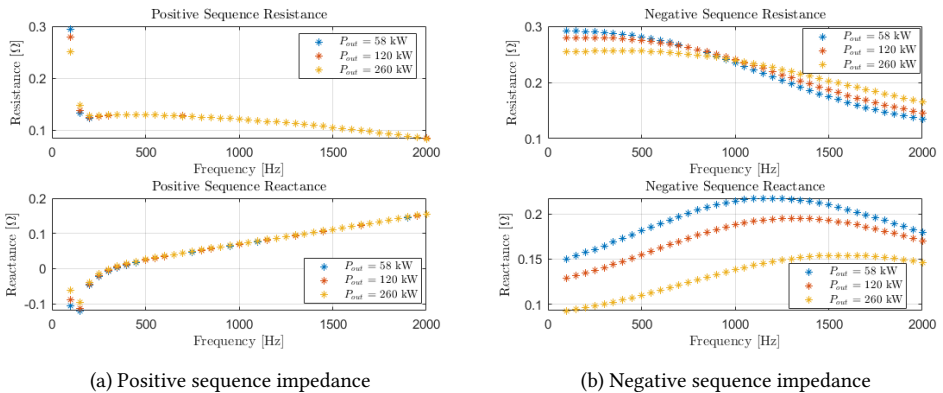 Positive Sequence Resistance
0.3
0.2
0.1
Resistance [Ω]
P_out = 58 kW
P_out = 120 kW
P_out = 260 kW
0 500 1000 1500 2000
Frequency [Hz]
Positive Sequence Reactance
0.2
0.1
0
-0.1
Reactance [Ω]
P_out = 58 kW
P_out = 120 kW
P_out = 260 kW
0 500 1000 1500 2000
Frequency [Hz]
(a) Positive sequence impedance
Negative Sequence Resistance
0.3
0.2
0.1
Resistance [Ω]
P_out = 58 kW
P_out = 120 kW
P_out = 260 kW
0 500 1000 1500 2000
Frequency [Hz]
Negative Sequence Reactance
0.2
0.15
0.1
Reactance [Ω]
P_out = 58 kW
P_out = 120 kW
P_out = 260 kW
0 500 1000 1500 2000
Frequency [Hz]
(b) Negative sequence impedance